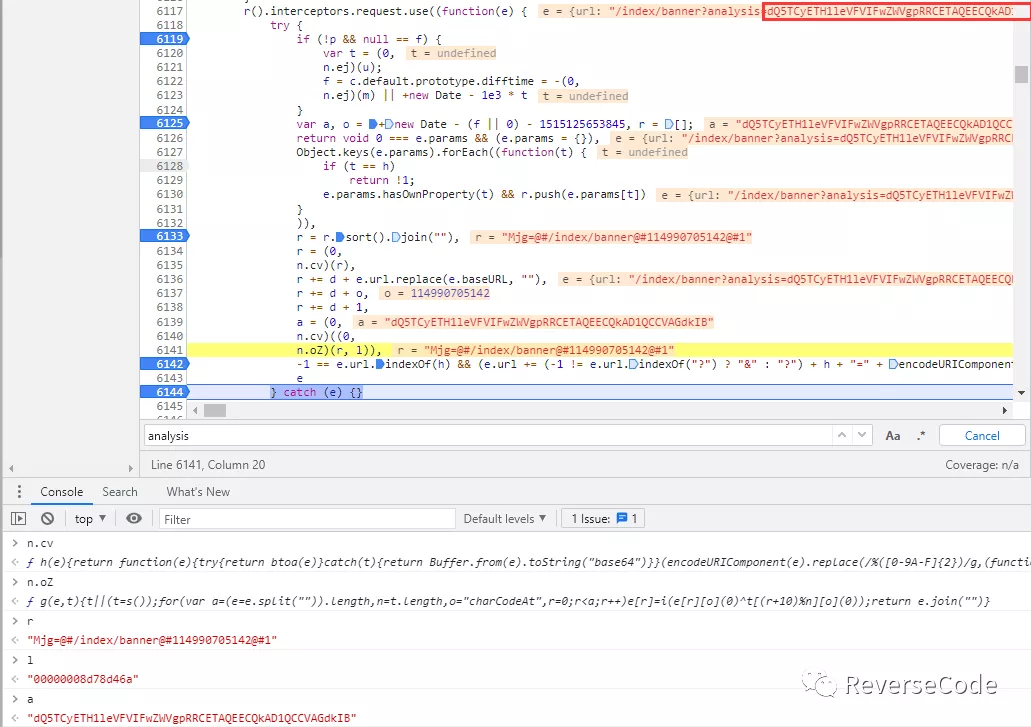 6117 r().interceptors.request.use((function(e) { e = {url: "/index/banner?analysis=dQ5TCyETH1leVFVIFwZWVgpRRCETAQEECQkAD1
6118 try {
6119 if (!p && null == f) {
6120 var t = (0, t = undefined
6121 n.ej)(u);
6122 f = c.default.prototype.difftime = -(0,
6123 n.ej)(m) || +new Date - 1e3 * t t = undefined
6124 }
6125 var a, o = +new Date - (f || 0) - 1515125653845, r = []; a = "dQ5TCyETH1leVFVIFwZWVgpRRCETAQEECQkAD1QCC
6126 return void 0 === e.params && (e.params = {}), e = {url: "/index/banner?analysis=dQ5TCyETH1leVFVIFwZWVgpRRC
6127 Object.keys(e.params).forEach((function(t) { t = undefined
6128 if (t == h)
6129 return !1;
6130 e.params.hasOwnProperty(t) && r.push(e.params[t]) e = {url: "/index/banner?analysis=dQ5TCyETH1leVFVIFwZ
6131 }
6132 )),
6133 r = r.sort().join(""), r = "Mjg=@#/index/banner@#114990705142@#1"
6134 r = (0,
6135 n.cv)(r),
6136 r += d + e.url.replace(e.baseURL, ""), e = {url: "/index/banner?analysis=dQ5TCyETH1leVFVIFwZWVgpRRCETAQEECQ
6137 r += d + o, o = 114990705142
6138 r += d + 1,
6139 a = (0, a = "dQ5TCyETH1leVFVIFwZWVgpRRCETAQEECQkAD1QCCVAGdkIB"
6140 n.cv)((0,
6141 n.oZ)(r, l)), r = "Mjg=@#/index/banner@#114990705142@#1"
6142 -1 == e.url.indexOf(h) && (e.url += (-1 != e.url.indexOf("?") ? "&" : "?") + h + "=" + encodeURIComponent
6143 e
6144 } catch (e) {}
6145
analysis Aa .* Cancel
Line 6141, Column 20 Coverage: n/a
Console Search What's New
top Filter Default levels 1 Issue: 1
n.cv
ƒ h(e){return function(e){try{return btoa(e)}catch(t){return Buffer.from(e).toString("base64")}}(encodeURIComponent(e).replace(/%([0-9A-F]{2})/g,(functi
n.oZ
ƒ g(e,t){t||(t=s());for(var a=(e=e.split("")).length,n=t.length,o="charCodeAt",r=0;r<a;r++)e[r]=i(e[r][o](0)^t[(r+10)%n][o](0));return e.join("")}
r
"Mjg=@#/index/banner@#114990705142@#1"
l
"00000008d78d46a"
a
"dQ5TCyETH1leVFVIFwZWVgpRRCETAQEECQkAD1QCCVAGdkIB"
ReverseCode